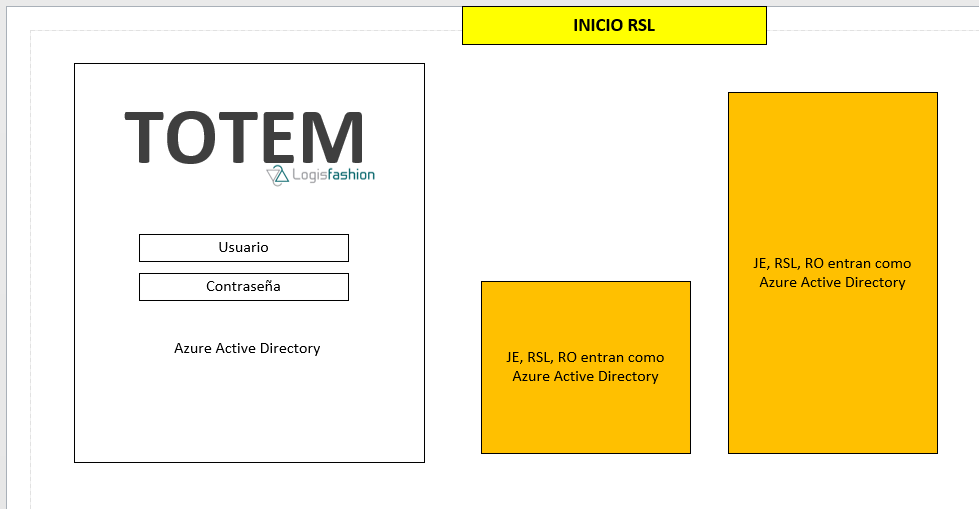 INICIO RSL
TOTEM
Logisfashion
Usuario
Contraseña
Azure Active Directory
JE, RSL, RO entran como
Azure Active Directory
JE, RSL, RO entran como
Azure Active Directory